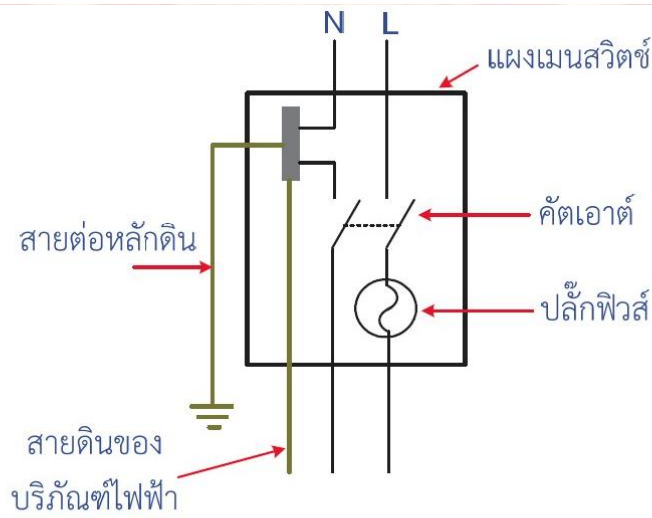 N L
แผงเมนสวิตช์
คัตเอาต์
สายต่อหลักดิน
ปลั๊กฟิวส์
สายดินของ
บริภัณฑ์ไฟฟ้า